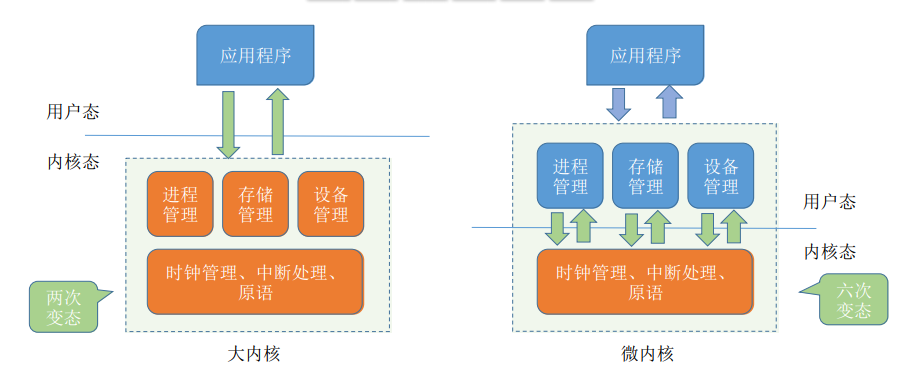 应用程序
用户态
内核态
进程
管理
存储
管理
设备
管理
时钟管理、中断处理、
原语
两次
变态
大内核
应用程序
进程
管理
存储
管理
设备
管理
用户态
内核态
时钟管理、中断处理、
原语
六次
变态
微内核